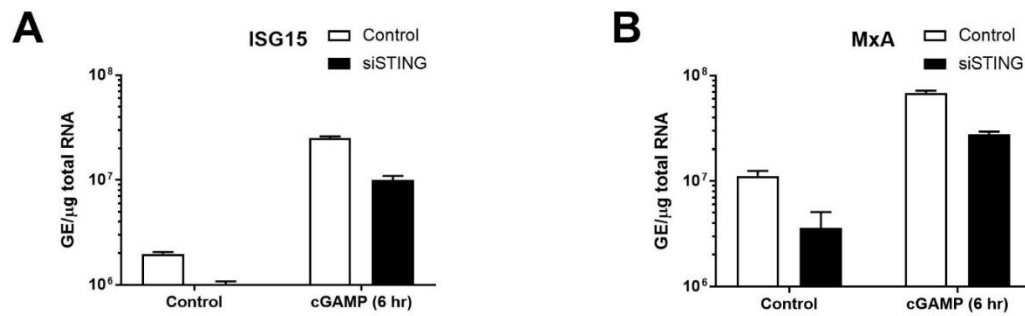 A
ISG15
Control
siSTING
GE/µg total RNA
10⁸
10⁷
10⁶
Control
cGAMP (6 hr)
B
MxA
Control
siSTING
GE/µg total RNA
10⁸
10⁷
10⁶
Control
cGAMP (6 hr)